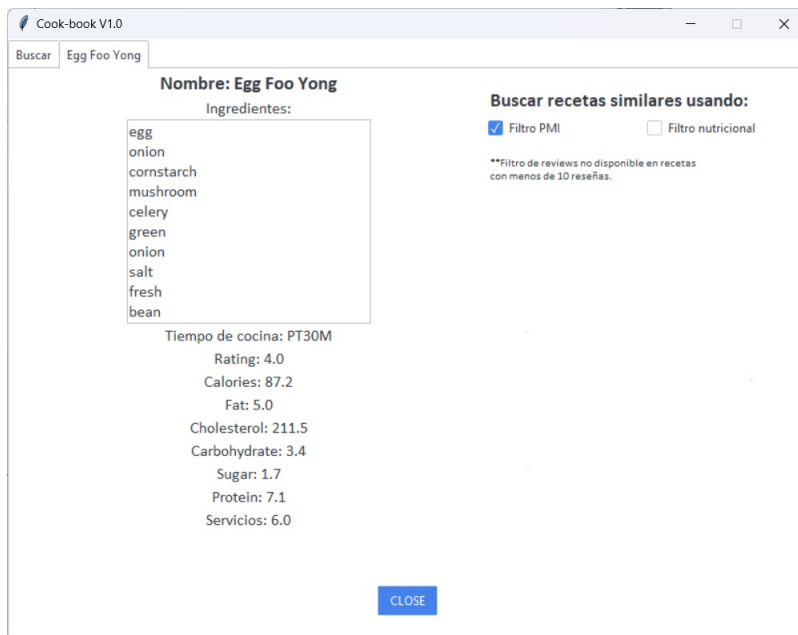 Cook-book V1.0
Buscar
Egg Foo Yong
Nombre: Egg Foo Yong
Ingredientes:
egg
onion
cornstarch
mushroom
celery
green
onion
salt
fresh
bean
Tiempo de cocina: PT30M
Rating: 4.0
Calories: 87.2
Fat: 5.0
Cholesterol: 211.5
Carbohydrate: 3.4
Sugar: 1.7
Protein: 7.1
Servicios: 6.0
Buscar recetas similares usando:
Filtro PMI
Filtro nutricional
**Filtro de reviews no disponible en recetas
con menos de 10 reseñas.
CLOSE